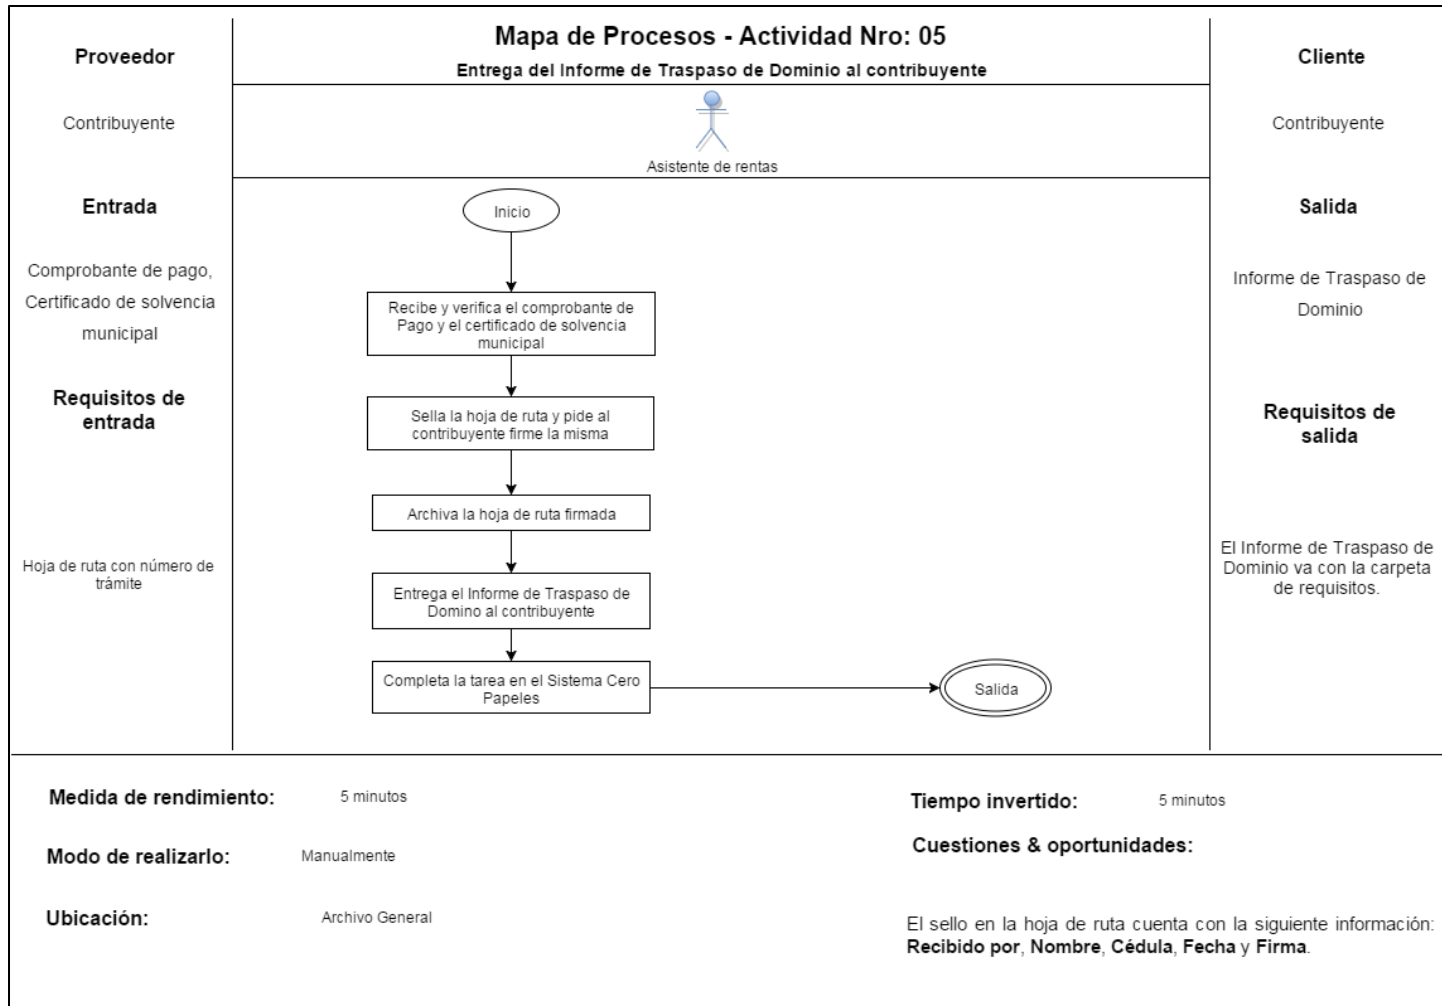 Proveedor
Contribuyente
Entrada
Comprobante de pago,
Certificado de solvencia
municipal
Requisitos de
entrada
Hoja de ruta con número de
trámite
Mapa de Procesos - Actividad Nro: 05
Entrega del Informe de Traspaso de Dominio al contribuyente
Asistente de rentas
Inicio
Recibe y verifica el comprobante de
Pago y el certificado de solvencia
municipal
Sella la hoja de ruta y pide al
contribuyente firme la misma
Archiva la hoja de ruta firmada
Entrega el Informe de Traspaso de
Domino al contribuyente
Completa la tarea en el Sistema Cero
Papeles
Salida
Cliente
Contribuyente
Salida
Informe de Traspaso de
Dominio
Requisitos de
salida
El Informe de Traspaso de
Dominio va con la carpeta
de requisitos.
Medida de rendimiento: 5 minutos
Modo de realizarlo: Manualmente
Ubicación: Archivo General
Tiempo invertido: 5 minutos
Cuestiones & oportunidades:
El sello en la hoja de ruta cuenta con la siguiente información:
Recibido por, Nombre, Cédula, Fecha y Firma.